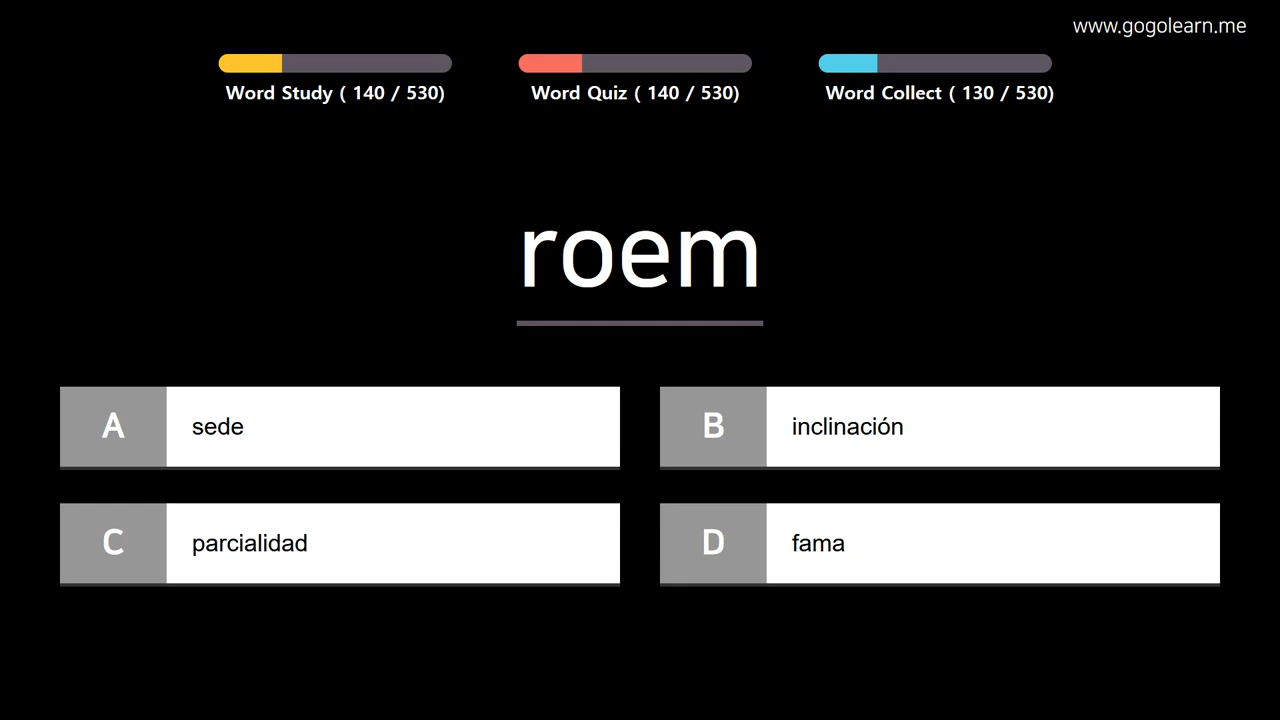 www.gogolearn.me
Word Study ( 140 / 530)
Word Quiz ( 140 / 530)
Word Collect ( 130 / 530)
roem
A sede
B inclinación
C parcialidad
D fama